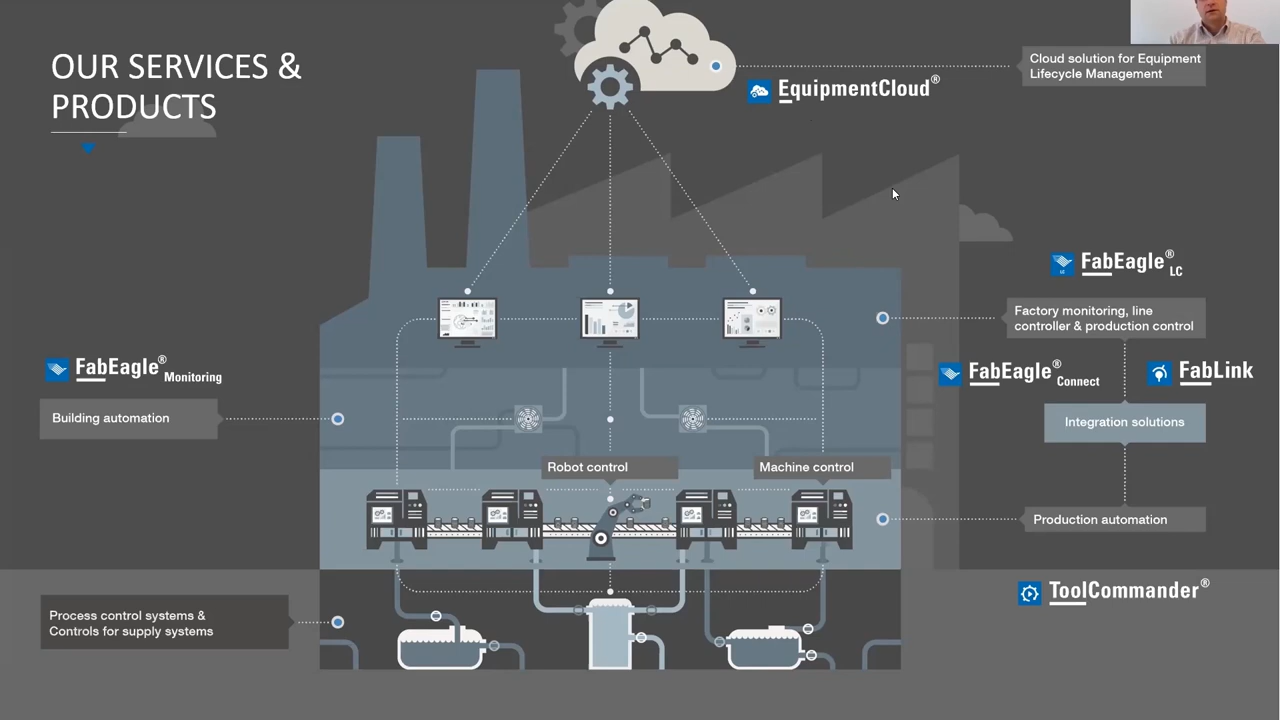 OUR SERVICES &
PRODUCTS
EquipmentCloud®
Cloud solution for Equipment
Lifecycle Management
FabEagle® LC
Factory monitoring, line
controller & production control
FabEagle® Monitoring
Building automation
FabEagle® Connect
FabLink
Integration solutions
Robot control
Machine control
Production automation
ToolCommander®
Process control systems &
Controls for supply systems